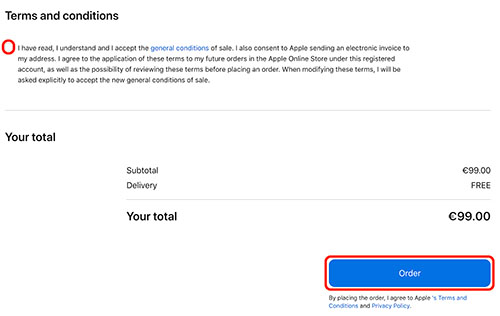 Terms and conditions
I have read, I understand and I accept the general conditions of sale. I also consent to Apple sending an electronic invoice to
my address. I agree to the application of these terms to my future orders in the Apple Online Store under this registered
account, as well as the possibility of reviewing these terms before placing an order. When modifying these terms, I will be
asked explicitly to accept the new general conditions of sale.
Your total
Subtotal €99.00
Delivery FREE
Your total €99.00
Order
By placing the order, I agree to Apple 's Terms and
Conditions and Privacy Policy.